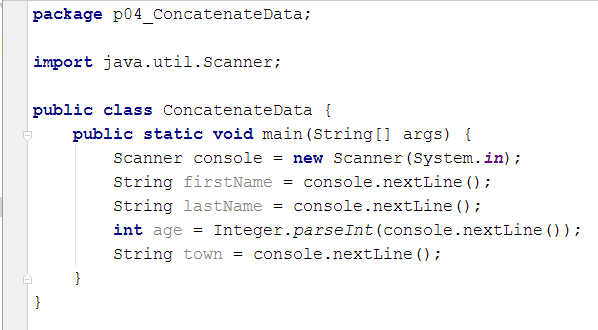 package p04_ConcatenateData;
import java.util.Scanner;
public class ConcatenateData {
public static void main(String[] args) {
Scanner console = new Scanner(System.in);
String firstName = console.nextLine();
String lastName = console.nextLine();
int age = Integer.parseInt(console.nextLine());
String town = console.nextLine();
}
}